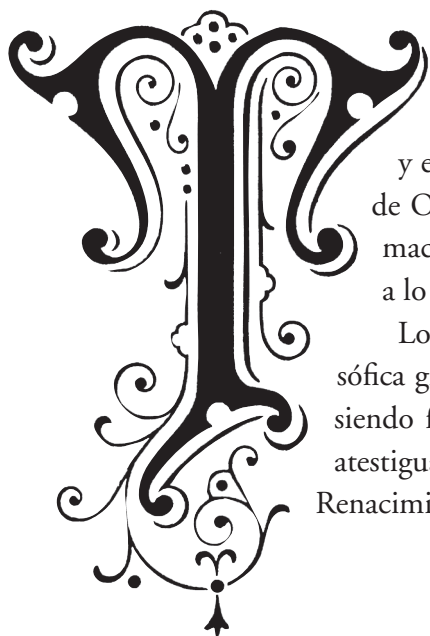 T
y e
de O
mac
a lo
Lo
sófica g
siendo f
atestigu
Renacimi